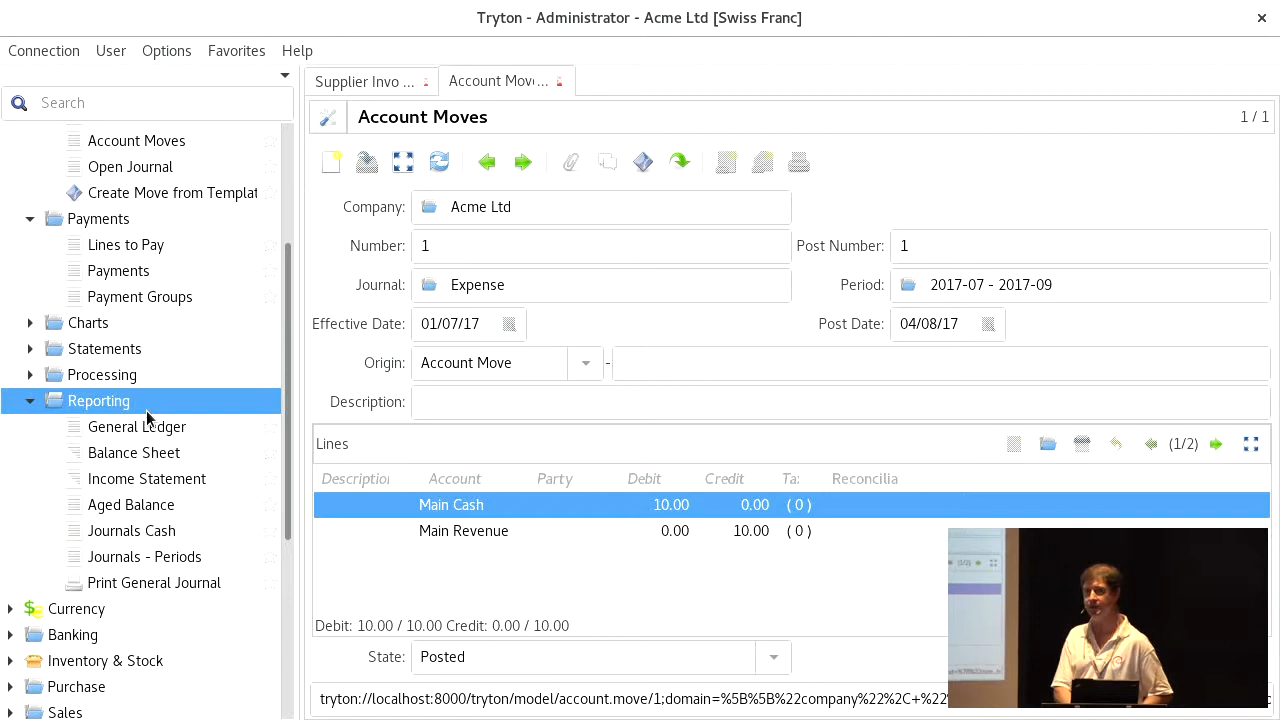 Tryton - Administrator - Acme Ltd [Swiss Franc]
Connection User Options Favorites Help
Search
Account Moves
Open Journal
Create Move from Templat
Payments
Lines to Pay
Payments
Payment Groups
Charts
Statements
Processing
Reporting
General Ledger
Balance Sheet
Income Statement
Aged Balance
Journals Cash
Journals - Periods
Print General Journal
Currency
Banking
Inventory & Stock
Purchase
Sales
Supplier Invo ... Account Mov ...
Account Moves 1 / 1
Company: Acme Ltd
Number: 1 Post Number: 1
Journal: Expense Period: 2017-07 - 2017-09
Effective Date: 01/07/17 Post Date: 04/08/17
Origin: Account Move -
Description:
Lines (1/2)
Description Account Party Debit Credit Ta: Reconcilia
Main Cash 10.00 0.00 ( 0 )
Main Reven 0.00 10.00 ( 0 )
Debit: 10.00 / 10.00 Credit: 0.00 / 10.00
State: Posted
tryton://localhost:8000/tryton/model/account.move/1;domain=%5B%5B%22company%22%2C+%22